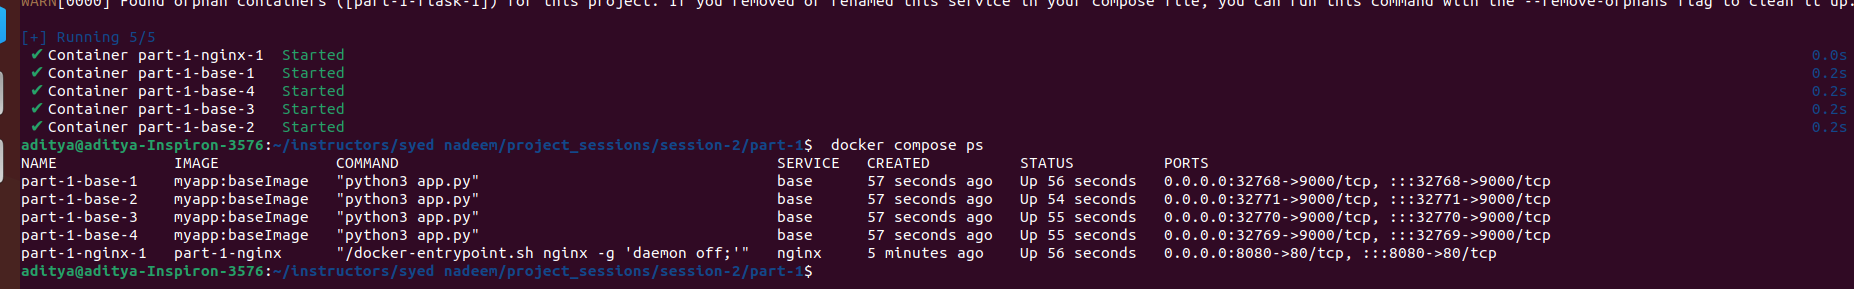 WARN[0000] Found orphan containers ([part-1-flask-1]) for this project. If you removed or renamed this service in your compose file, you can run this command with the --remove-orphans flag to clean it up.
[+] Running 5/5
✔ Container part-1-nginx-1  Started 0.0s
✔ Container part-1-base-1   Started 0.2s
✔ Container part-1-base-4   Started 0.2s
✔ Container part-1-base-3   Started 0.2s
✔ Container part-1-base-2   Started 0.2s
aditya@aditya-Inspiron-3576:~/instructors/syed nadeem/project_sessions/session-2/part-1$  docker compose ps
NAME             IMAGE             COMMAND                                          SERVICE   CREATED          STATUS          PORTS
part-1-base-1    myapp:baseImage   "python3 app.py"                                 base      57 seconds ago   Up 56 seconds   0.0.0.0:32768->9000/tcp, :::32768->9000/tcp
part-1-base-2    myapp:baseImage   "python3 app.py"                                 base      57 seconds ago   Up 54 seconds   0.0.0.0:32771->9000/tcp, :::32771->9000/tcp
part-1-base-3    myapp:baseImage   "python3 app.py"                                 base      57 seconds ago   Up 55 seconds   0.0.0.0:32770->9000/tcp, :::32770->9000/tcp
part-1-base-4    myapp:baseImage   "python3 app.py"                                 base      57 seconds ago   Up 55 seconds   0.0.0.0:32769->9000/tcp, :::32769->9000/tcp
part-1-nginx-1   part-1-nginx      "/docker-entrypoint.sh nginx -g 'daemon off;'"   nginx     5 minutes ago    Up 56 seconds   0.0.0.0:8080->80/tcp, :::8080->80/tcp
aditya@aditya-Inspiron-3576:~/instructors/syed nadeem/project_sessions/session-2/part-1$